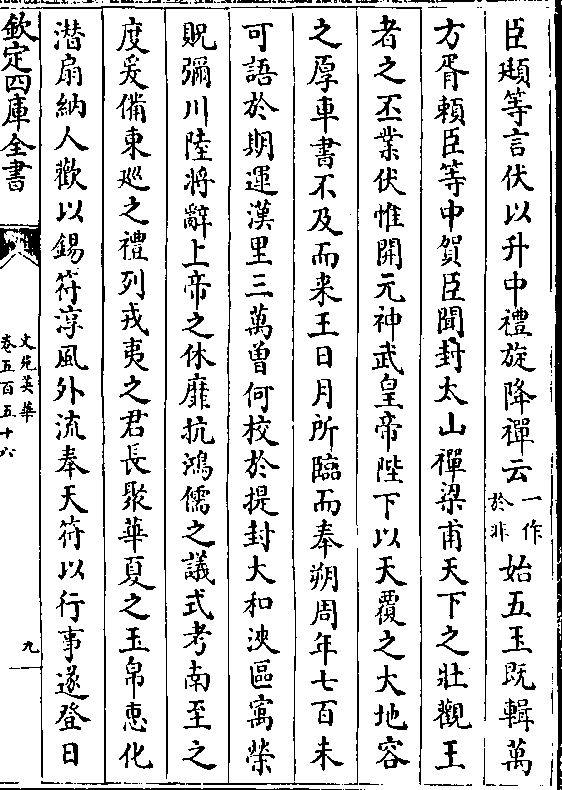 臣頲等言伏以升中禮旋降禪云一作於非始五玉既輯萬
方胥頼臣等中賀臣聞封太山禪梁甫天下之壯觀王
者之丕業伏惟開元神武皇帝陛下以天覆之大地容
之厚車書不及而来王日月所臨而奉朔周年七百未
可語於期運漢里三萬曽何校於提封大和泱區㝢榮
貺彌川陸將辭上帝之休靡抗鴻儒之議式考南至之
度爰備東廵之禮列戎夷之君長聚華夏之玉帛惠化
潜扇納人歡以錫符淳風外流奉天符以行事遂登日
欽定四庫全書
文苑英華
卷五百五十六
九